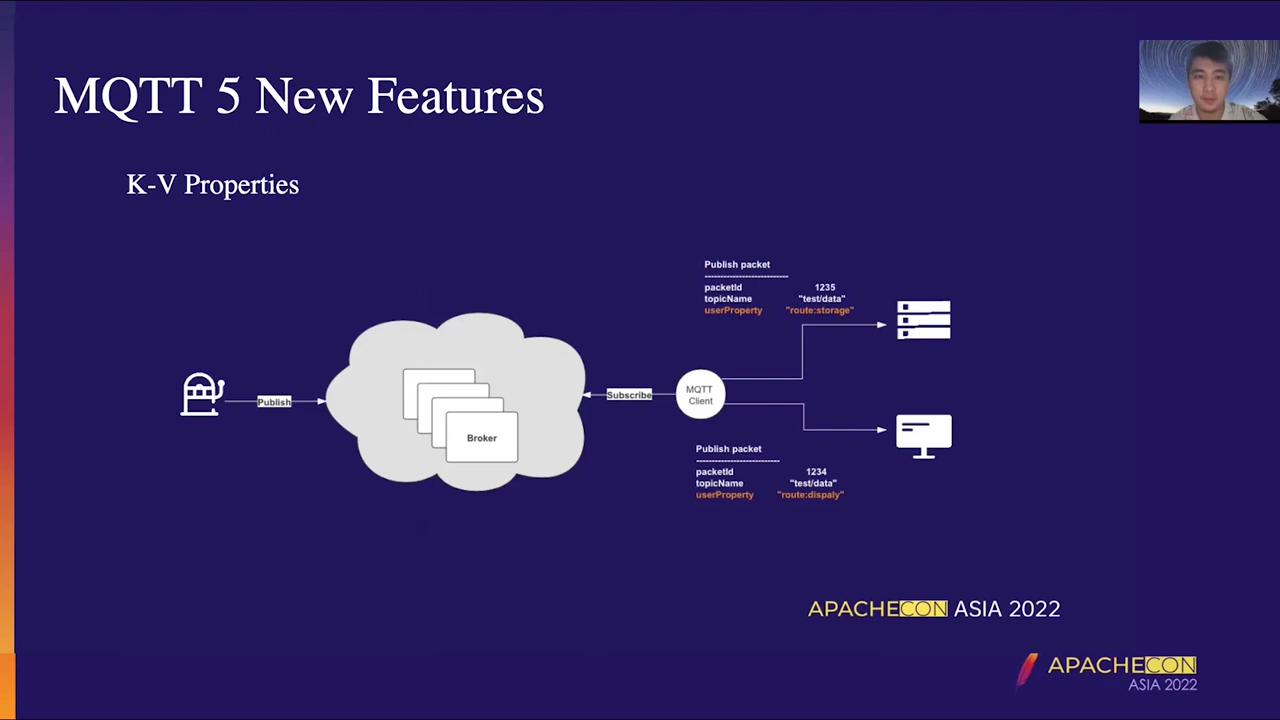 MQTT 5 New Features
K-V Properties
Publish packet
----------------------------
packetId 1235
topicName "test/data"
userProperty "route:storage"
Publish
Broker
Subscribe
MQTT
Client
Publish packet
----------------------------
packetId 1234
topicName "test/data"
userProperty "route:dispaly"
APACHECON ASIA 2022
APACHECON
ASIA 2022